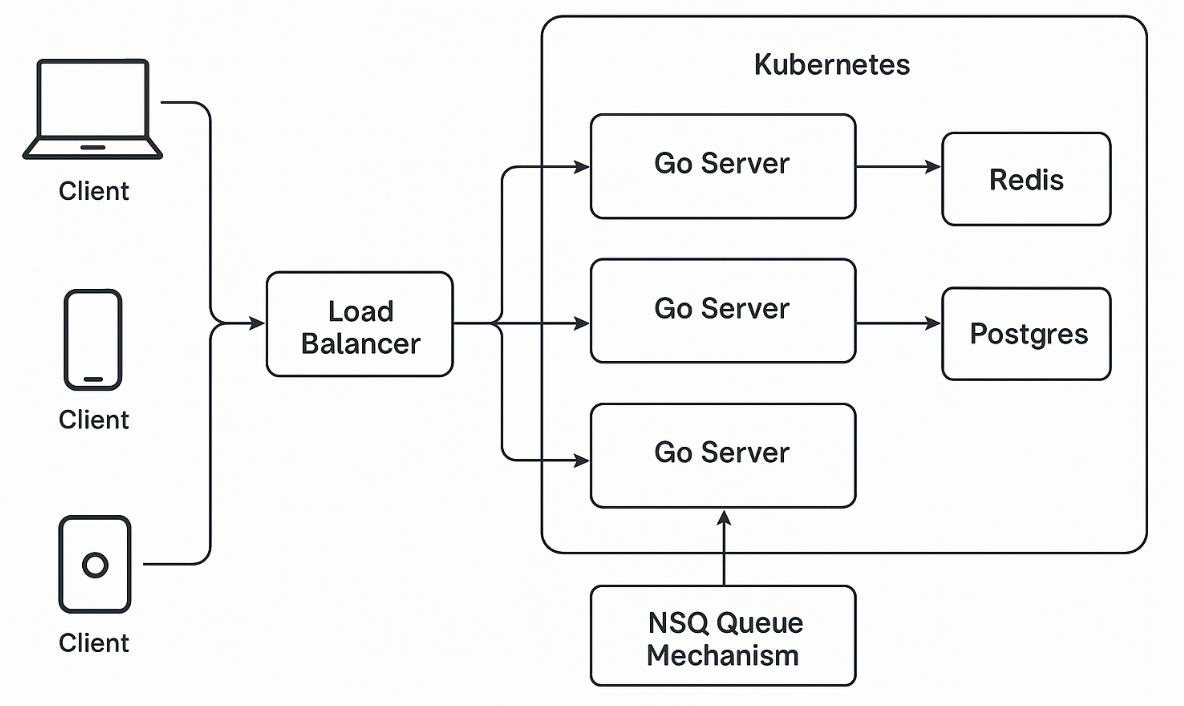 Kubernetes
Client
Client
Client
Load
Balancer
Go Server
Go Server
Go Server
Redis
Postgres
NSQ Queue
Mechanism